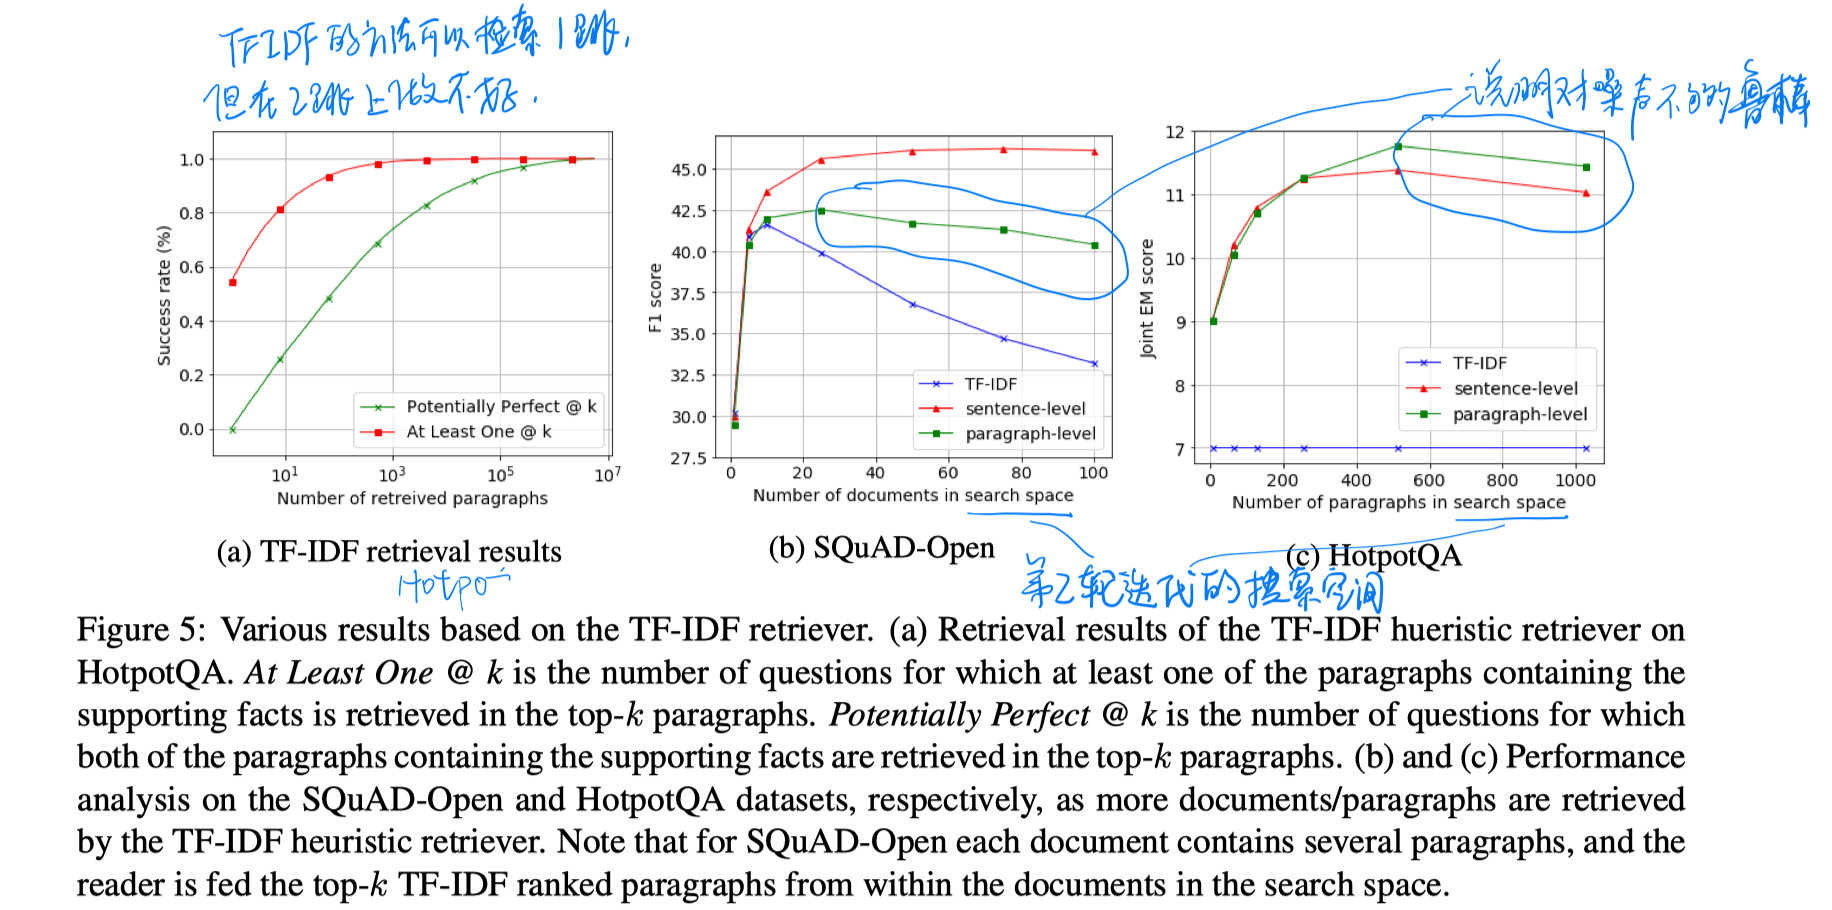 TFIDF的方法可以检索1跳,
但在2跳上做不好.
说明对噪声不够鲁棒
1.0
0.8
0.6
0.4
0.2
0.0
Success rate (%)
Potentially Perfect @ k
At Least One @ k
10¹
10³
10⁵
10⁷
Number of retreived paragraphs
(a) TF-IDF retrieval results
45.0
42.5
40.0
37.5
35.0
32.5
30.0
27.5
F1 score
TF-IDF
sentence-level
paragraph-level
0
20
40
60
80
100
Number of documents in search space
(b) SQuAD-Open
12
11
10
9
8
7
Joint EM score
TF-IDF
sentence-level
paragraph-level
0
200
400
600
800
1000
Number of paragraphs in search space
(c) HotpotQA
第2轮迭代的搜索空间
Figure 5: Various results based on the TF-IDF retriever. (a) Retrieval results of the TF-IDF hueristic retriever on
HotpotQA. At Least One @ k is the number of questions for which at least one of the paragraphs containing the
supporting facts is retrieved in the top-k paragraphs. Potentially Perfect @ k is the number of questions for which
both of the paragraphs containing the supporting facts are retrieved in the top-k paragraphs. (b) and (c) Performance
analysis on the SQuAD-Open and HotpotQA datasets, respectively, as more documents/paragraphs are retrieved
by the TF-IDF heuristic retriever. Note that for SQuAD-Open each document contains several paragraphs, and the
reader is fed the top-k TF-IDF ranked paragraphs from within the documents in the search space.